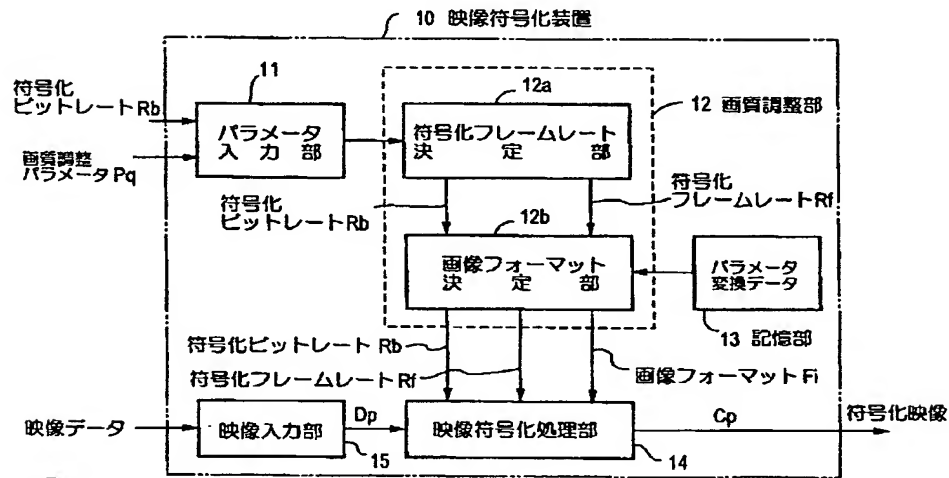 10 映像符号化装置
符号化
ビットレートRb
画質調整
パラメータPq
11
パラメータ
入力部
12a
符号化フレームレート
決定部
12 画質調整部
符号化
ビットレートRb
符号化
フレームレートRf
12b
画像フォーマット
決定部
パラメータ
変換データ
13 記憶部
符号化ビットレート Rb
符号化フレームレートRf
画像フォーマットFi
映像データ
映像入力部
15
Dp
映像符号化処理部
14
Cp
符号化映像